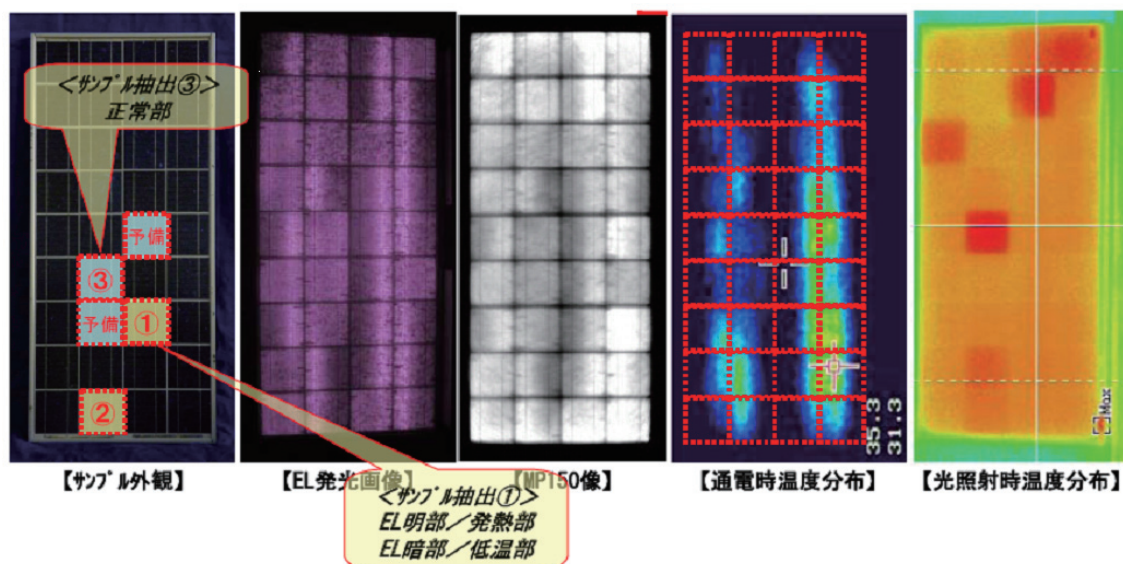 <サンプル抽出③>
正常部
予備
③
予備
①
②
35.3
31.3
Max
【サンプル外観】
【EL発光画像】
【MPT50像】
【通電時温度分布】
【光照射時温度分布】
<サンプル抽出①>
EL明部/発熱部
EL暗部/低温部